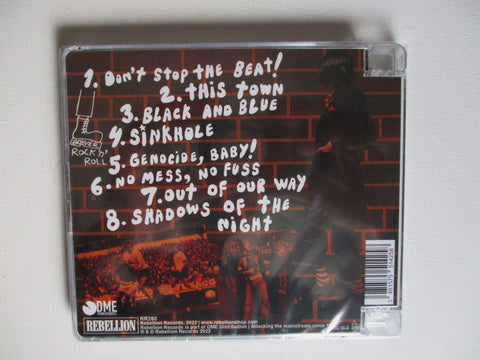 1. DON'T STOP THE BEAT!
2. THIS TOWN
3. BLACK AND BLUE
4. SINKHOLE
ROCK 'N'
ROLL
5. GENOCIDE, BABY!
6. NO MESS, NO FUSS
7. OUT OF OUR WAY
8. SHADOWS OF THE
NIGHT
DME
REBELLION
RR260
Rebellion Records, 2022 / www.rebellionshop.com
Rebellion Records is part of DME Distribution | Attacking the mainstream since
℗ & © Rebellion Records 2022